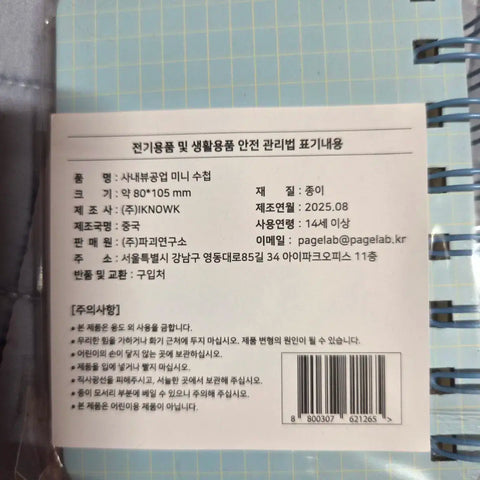 전기용품 및 생활용품 안전 관리법 표기내용
품 명 : 사내뷰공업 미니 수첩
크 기 : 약 80*105 mm 재 질 : 종이
제 조 사 : (주)IKNOWK 제조연월 : 2025.08
제조국명 : 중국 사용연령 : 14세 이상
판 매 원 : (주)파괴연구소 이메일 : pagelab@pagelab.kr
주 소 : 서울특별시 강남구 영동대로85길 34 아이파크오피스 11층
반품 및 교환 : 구입처
[주의사항]
• 본 제품은 용도 외 사용을 금합니다.
• 무리한 힘을 가하거나 화기 근처에 두지 마십시오. 제품 변형의 원인이 될 수 있습니다.
• 어린이의 손이 닿지 않는 곳에 보관하십시오.
• 제품을 입에 넣거나 빨지 마십시오.
• 직사광선을 피해주시고, 서늘한 곳에서 보관해 주십시오.
• 종이 모서리 부분에 베일 수 있으니 주의해 주십시오.
• 본 제품은 어린이용 제품이 아닙니다.
8 800307 621265 >